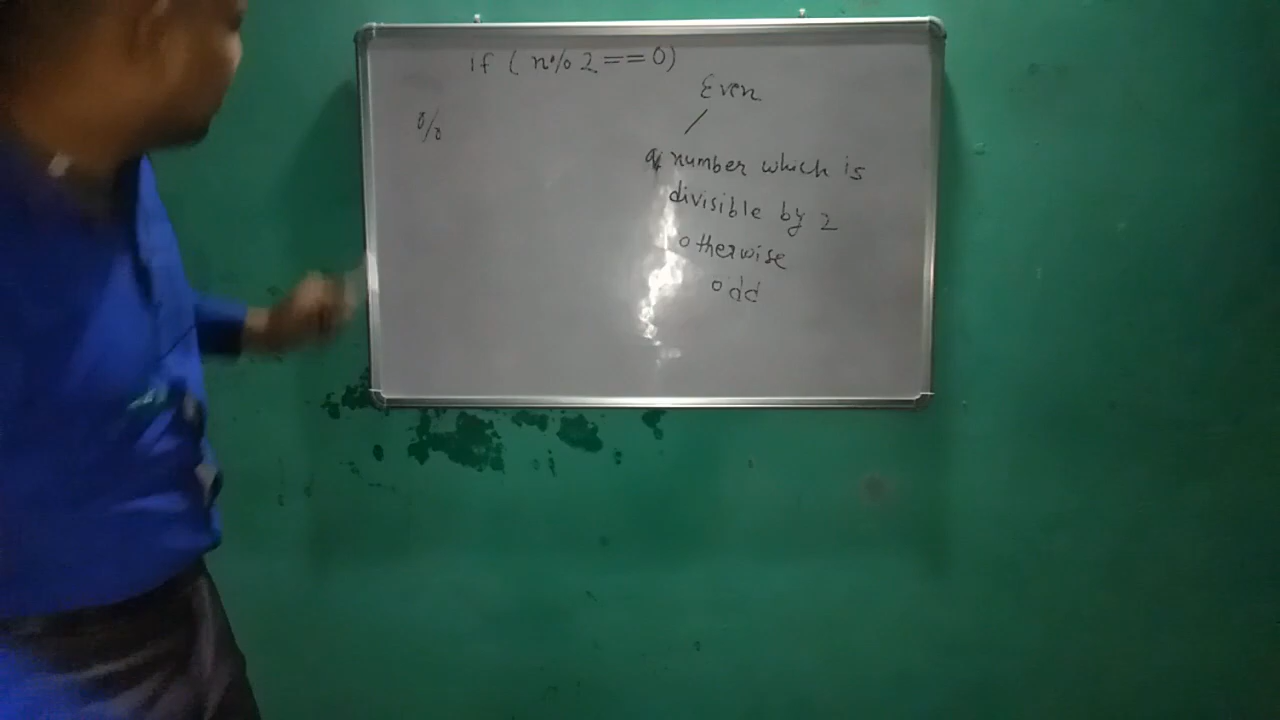 if ( n%2 == 0)
Even
%
a number which is
divisible by 2
otherwise
odd